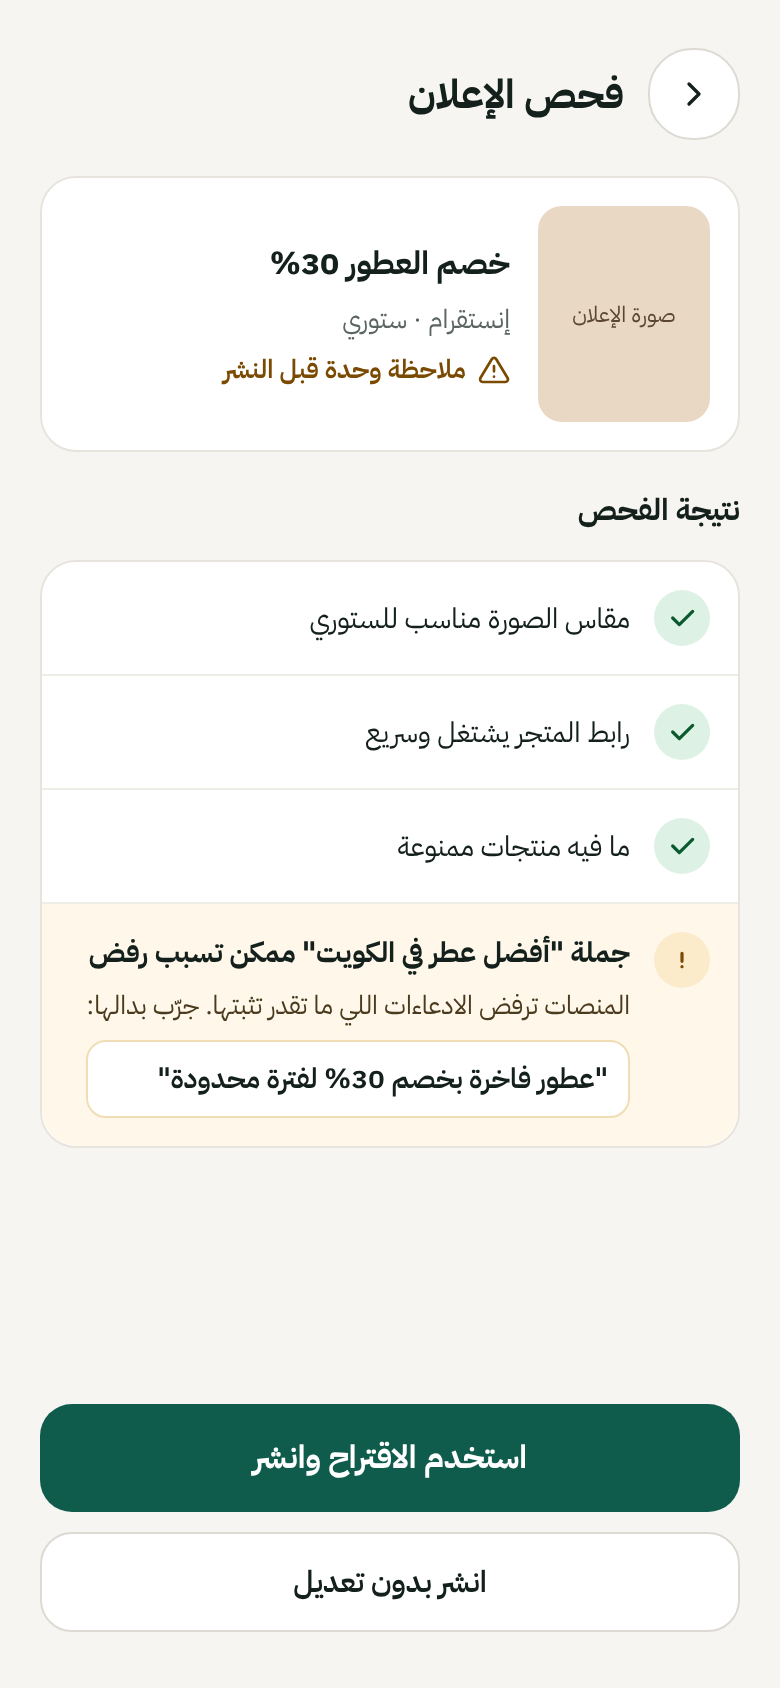 فحص الإعلان
صورة الإعلان
خصم العطور 30%
إنستقرام · ستوري
ملاحظة وحدة قبل النشر
نتيجة الفحص
مقاس الصورة مناسب للستوري
رابط المتجر يشتغل وسريع
ما فيه منتجات ممنوعة
جملة "أفضل عطر في الكويت" ممكن تسبب رفض
المنصات ترفض الادعاءات اللي ما تقدر تثبتها. جرّب بدالها:
"عطور فاخرة بخصم 30% لفترة محدودة"
استخدم الاقتراح وانشر
انشر بدون تعديل